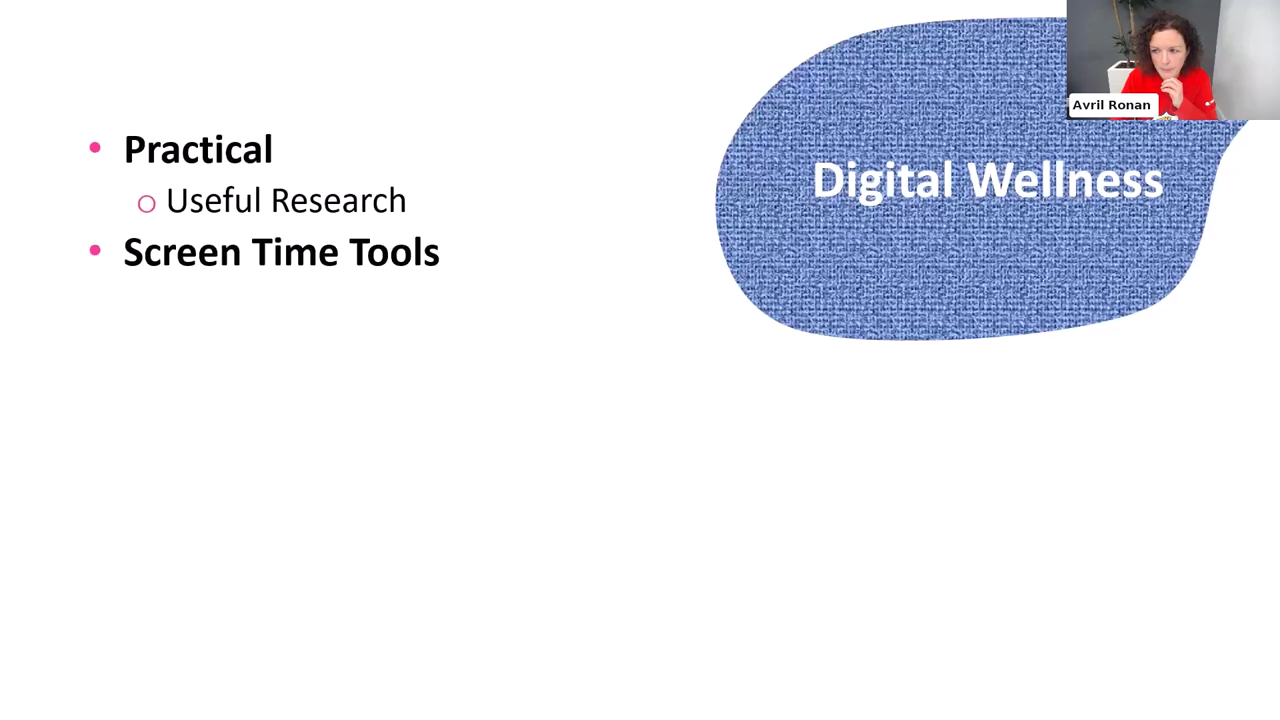 Practical
Useful Research
Screen Time Tools
Digital Wellness
Avril Ronan